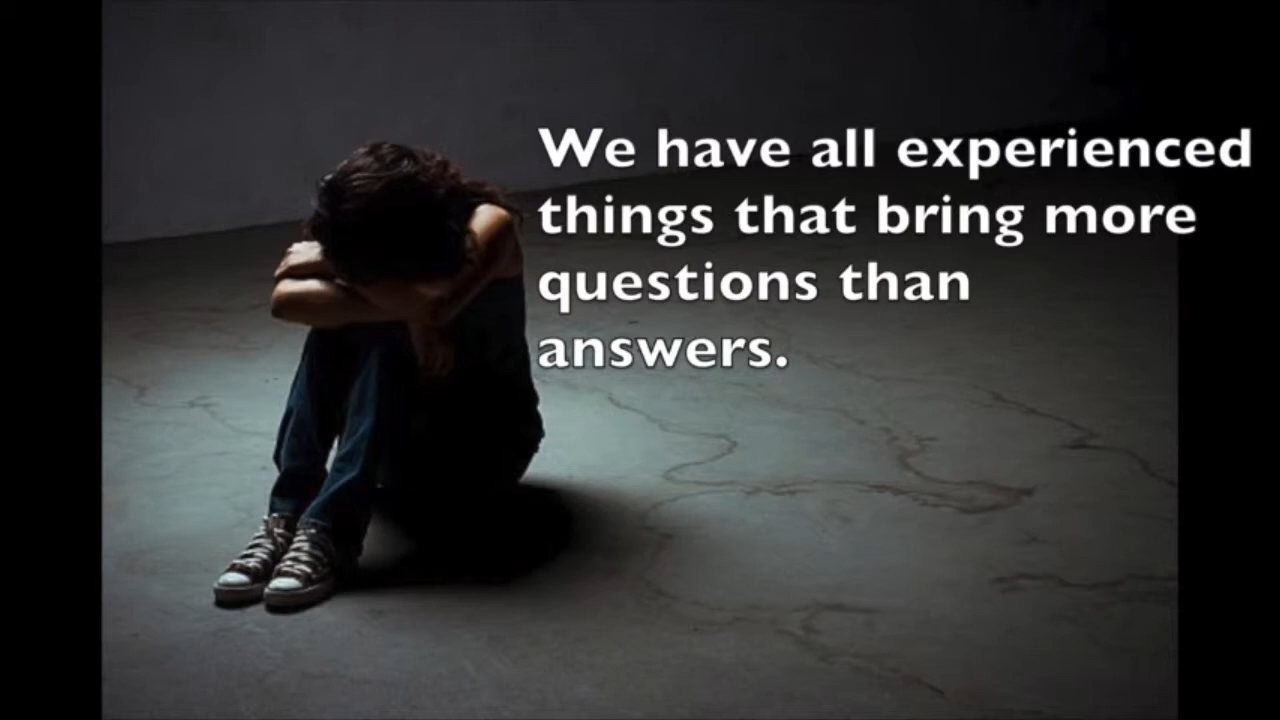 We have all experienced
things that bring more
questions than
answers.